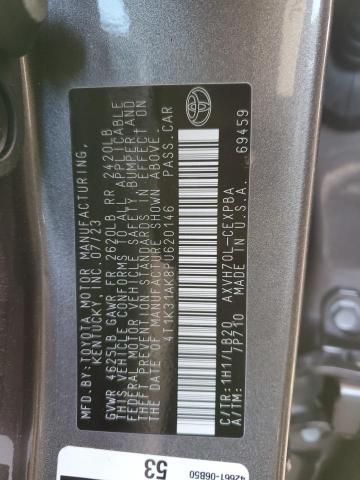 MFD.BY:TOYOTA MOTOR MANUFACTURING,
KENTUCKY, INC. 07/23
GVWR 4625LB GAWR FR 2620LB RR 2420LB
THIS VEHICLE CONFORMS TO ALL APPLICABLE
FEDERAL MOTOR VEHICLE SAFETY, BUMPER, AND
THEFT PREVENTION STANDARDS IN EFFECT ON
THE DATE OF MANUFACTURE SHOWN ABOVE.
4T1K31AK8PU620146 PASS.CAR
C/TR:1H1/LB20 AXVH70L-CEXPBA
A/TM: /P710 MADE IN U.S.A.
69459
42661-06B50
53